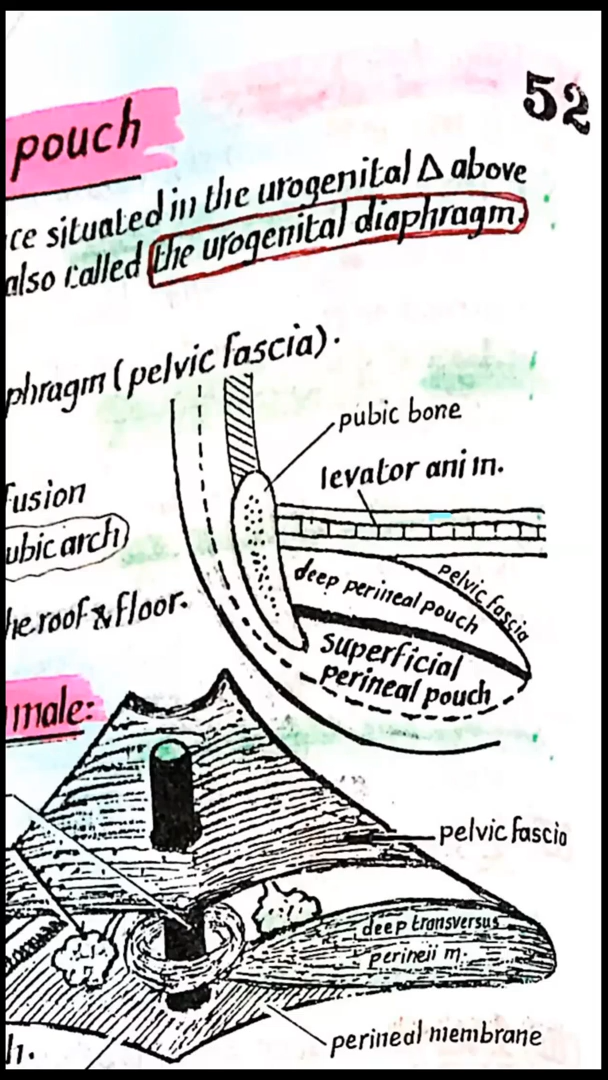 52
pouch
ce situated in the urogenital Δ above
also called the urogenital diaphragm.
phragm (pelvic fascia).
pubic bone
levator ani m.
fusion
ubic arch
he roof & floor.
deep perineal pouch
pelvic fascia
superficial
perineal pouch
male:
pelvic fascia
deep transversus
perineii m.
perineal membrane
h.